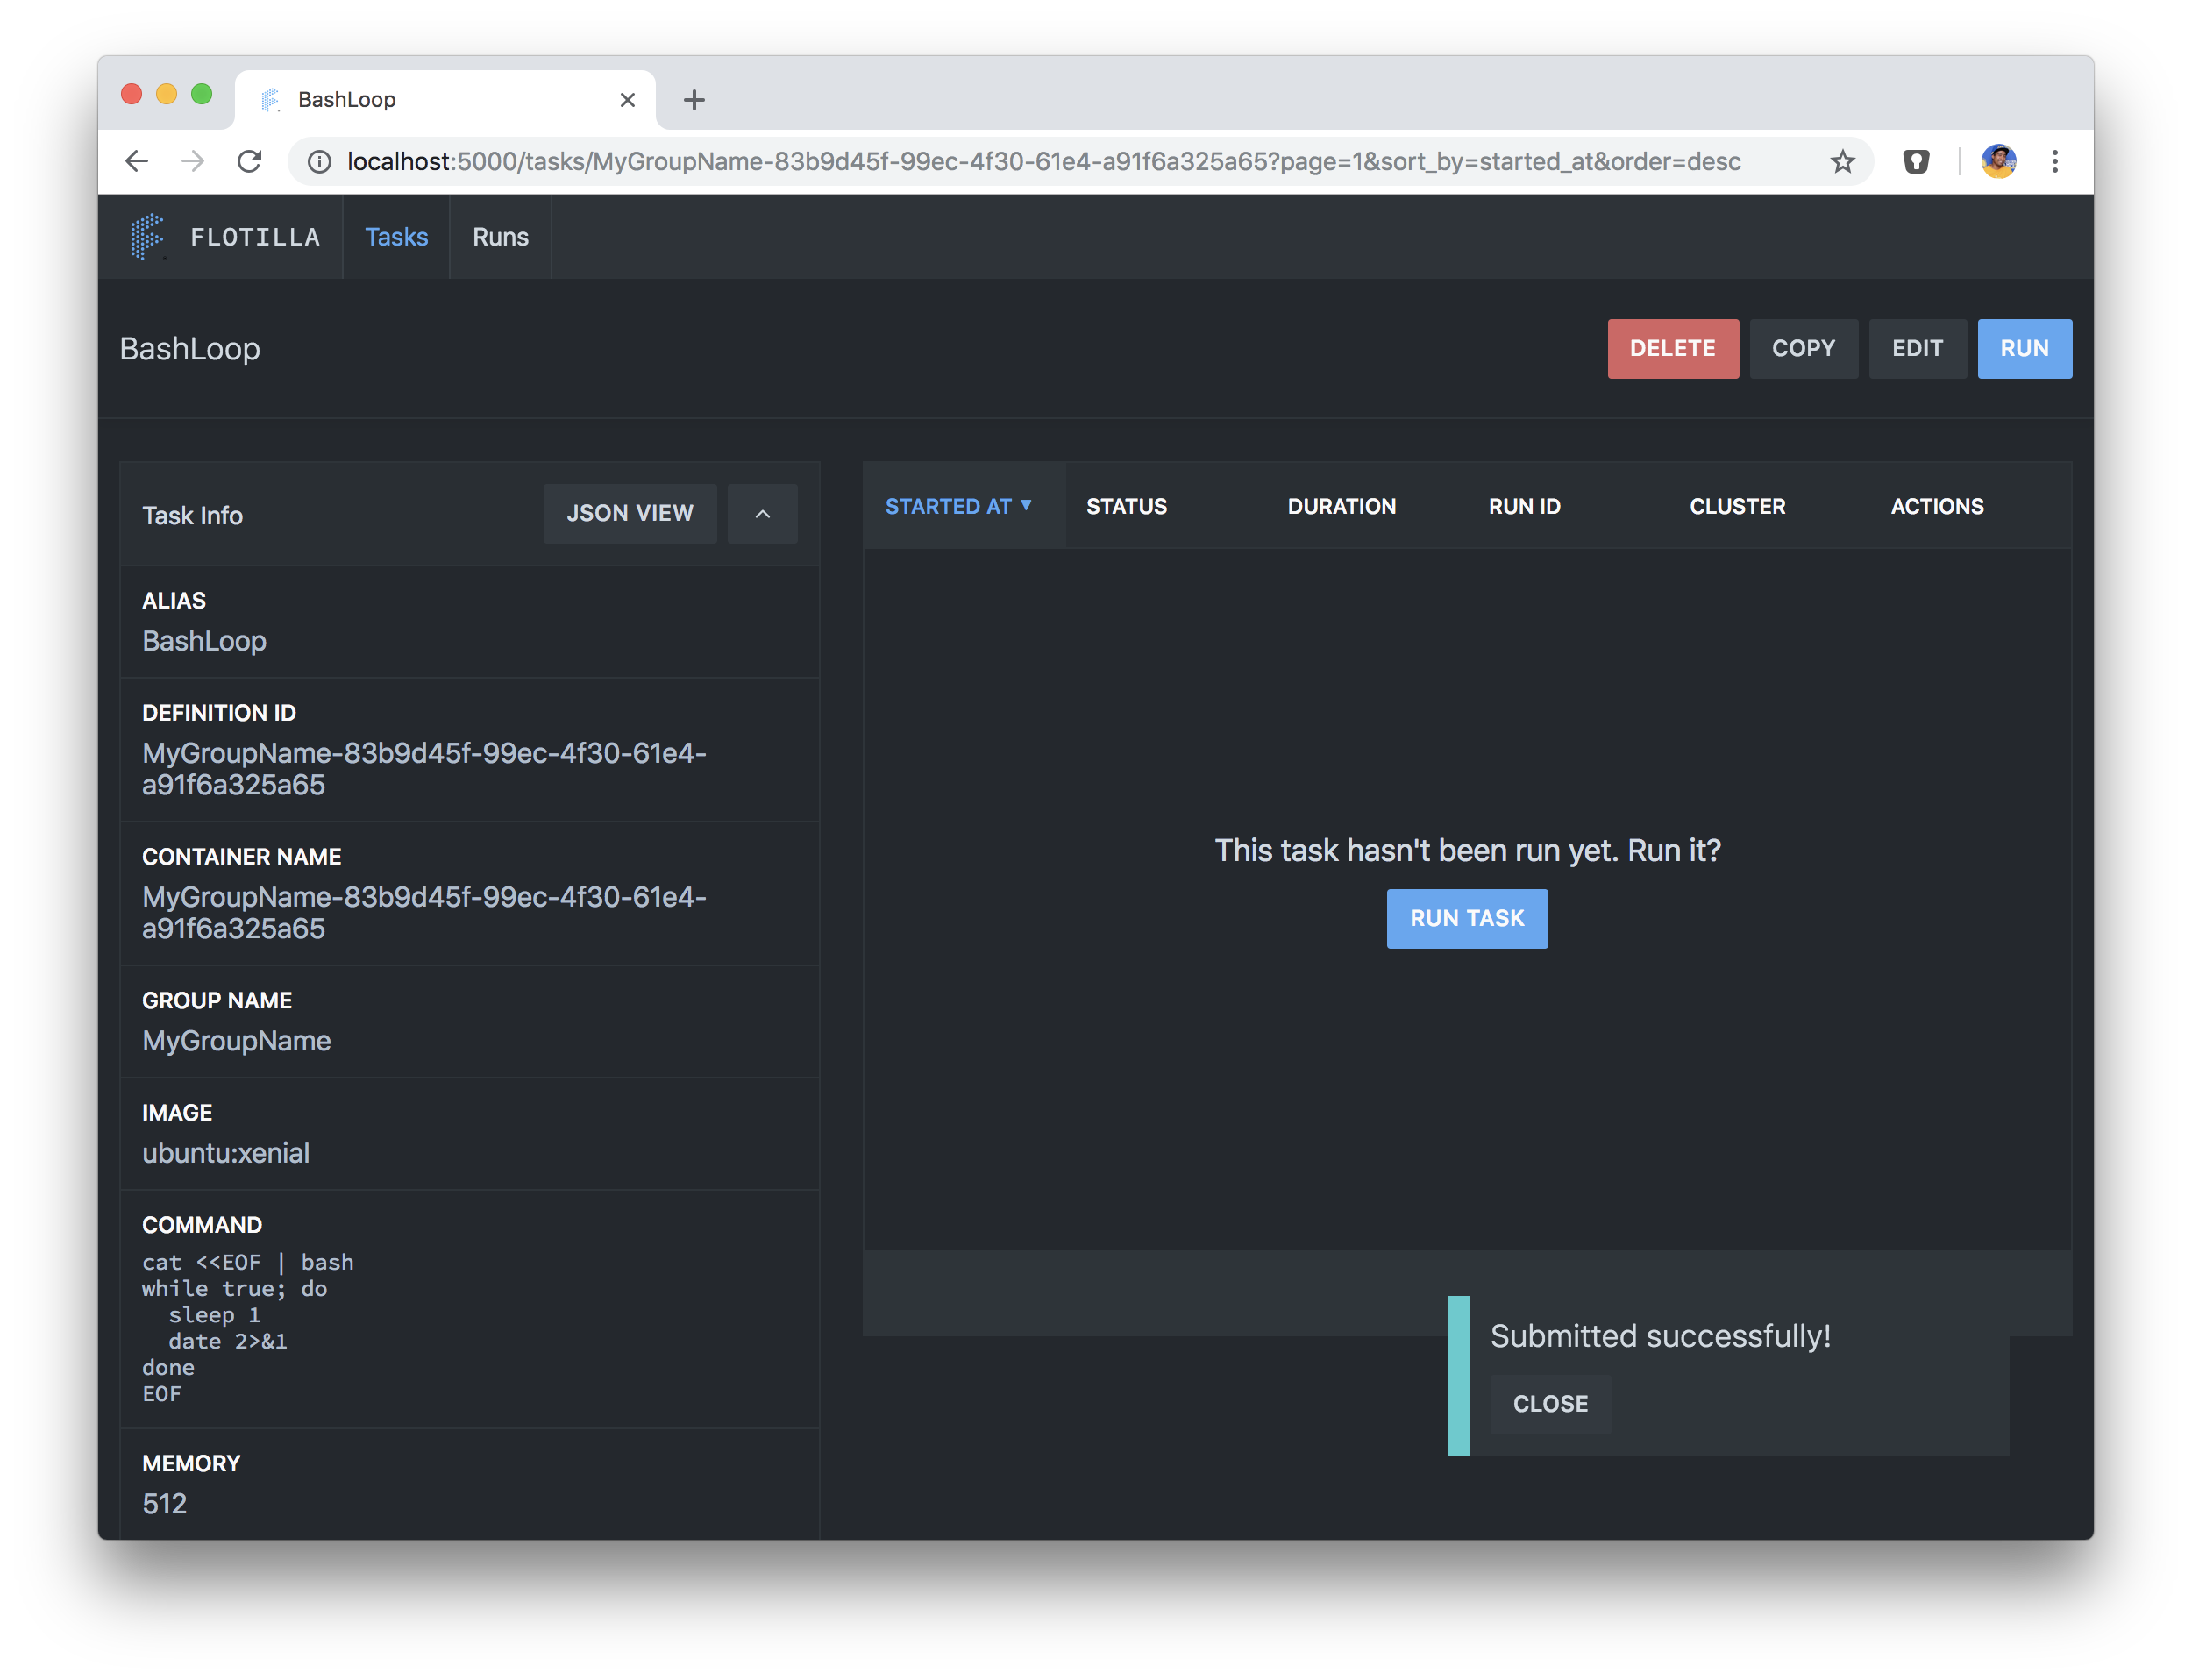 BashLoop
localhost:5000/tasks/MyGroupName-83b9d45f-99ec-4f30-61e4-a91f6a325a65?page=1&sort_by=started_at&order=desc
FLOTILLA
Tasks
Runs
BashLoop
DELETE
COPY
EDIT
RUN
Task Info
JSON VIEW
ALIAS
BashLoop
DEFINITION ID
MyGroupName-83b9d45f-99ec-4f30-61e4-
a91f6a325a65
CONTAINER NAME
MyGroupName-83b9d45f-99ec-4f30-61e4-
a91f6a325a65
GROUP NAME
MyGroupName
IMAGE
ubuntu:xenial
COMMAND
cat <<EOF | bash
while true; do
  sleep 1
  date 2>&1
done
EOF
MEMORY
512
STARTED AT ▼
STATUS
DURATION
RUN ID
CLUSTER
ACTIONS
This task hasn't been run yet. Run it?
RUN TASK
Submitted successfully!
CLOSE